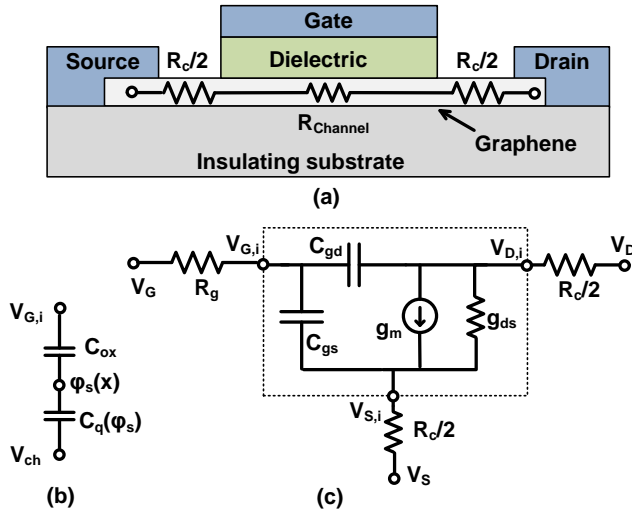 Gate
Source
Rc/2
Dielectric
Rc/2
Drain
RChannel
Graphene
Insulating substrate
(a)
VG,i
Cox
φs(x)
Cq(φs)
Vch
(b)
VG
Rg
VG,i
Cgd
VD,i
VD
Rc/2
Cgs
gm
gds
VS,i
Rc/2
VS
(c)